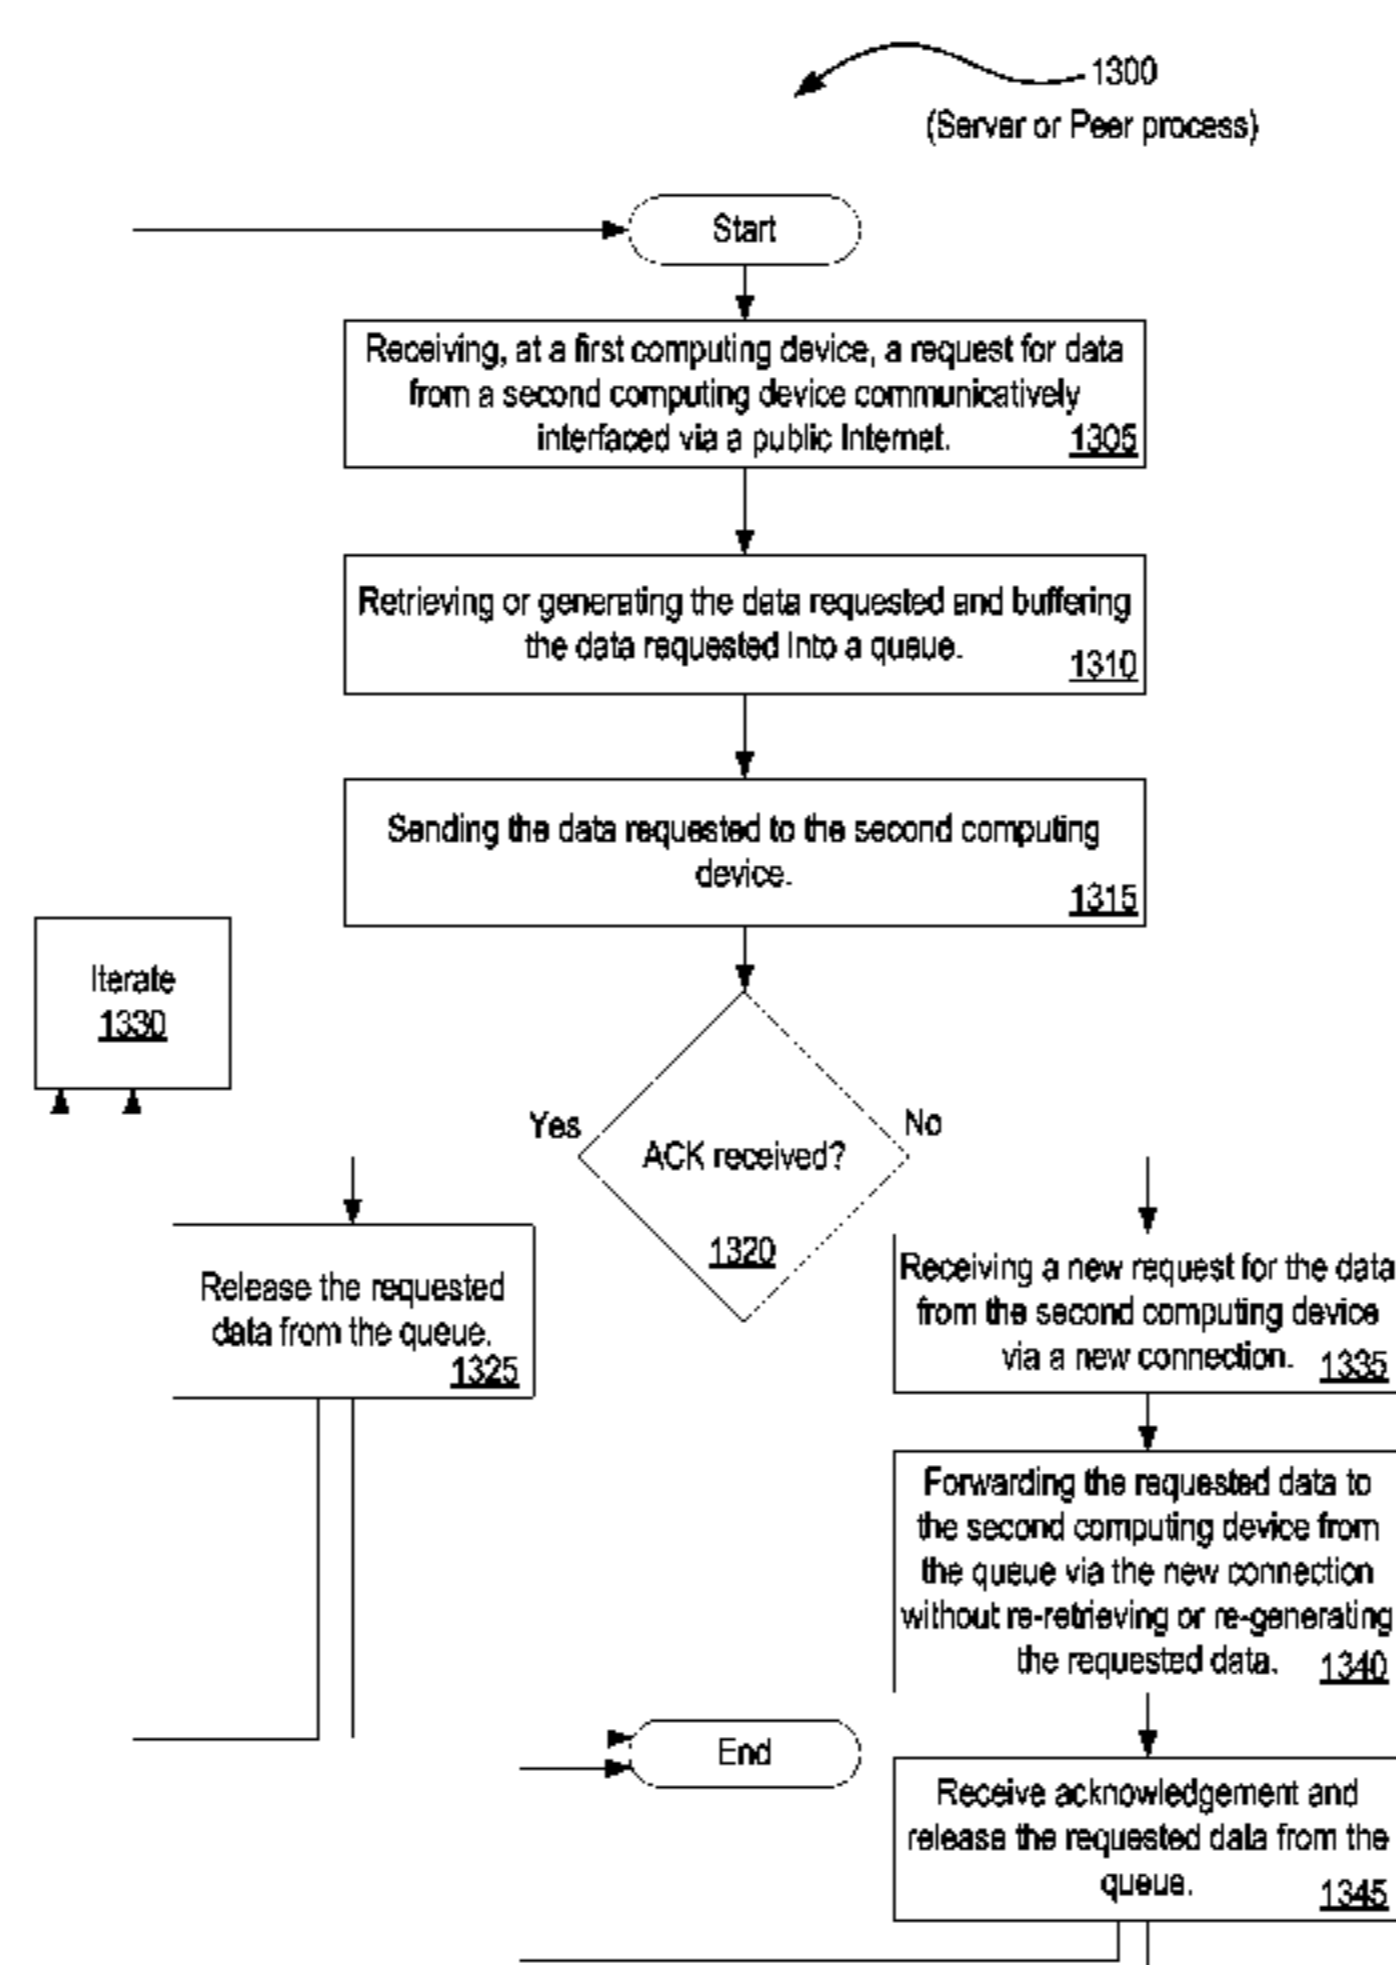 1300
(Server or Peer process)
Start
Receiving, at a first computing device, a request for data
from a second computing device communicatively
interfaced via a public Internet.
1305
Retrieving or generating the data requested and buffering
the data requested into a queue.
1310
Sending the data requested to the second computing
device.
1315
Iterate
1330
Yes
No
ACK received?
1320
Release the requested
data from the queue.
1325
Receiving a new request for the data
from the second computing device
via a new connection.
1335
Forwarding the requested data to
the second computing device from
the queue via the new connection
without re-retrieving or re-generating
the requested data.
1340
End
Receive acknowledgement and
release the requested data from the
queue.
1345